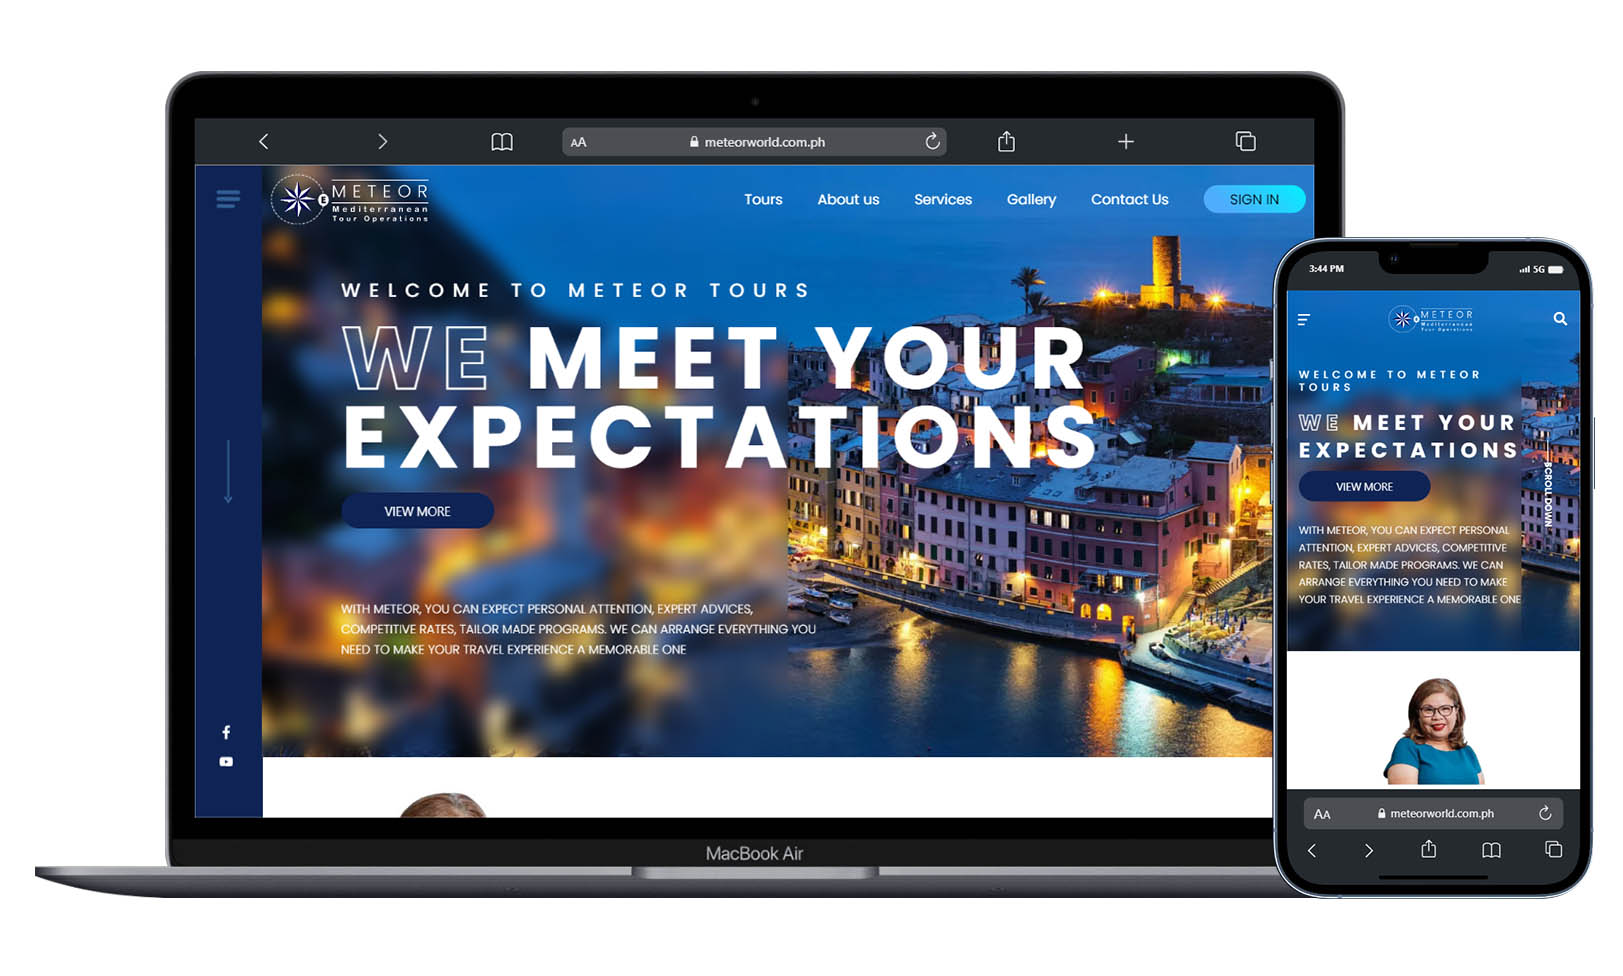 AA
meteorworld.com.ph
METEOR
E
Mediterranean
Tour Operations
Tours
About us
Services
Gallery
Contact Us
SIGN IN
WELCOME TO METEOR TOURS
WE MEET YOUR
EXPECTATIONS
VIEW MORE
WITH METEOR, YOU CAN EXPECT PERSONAL ATTENTION, EXPERT ADVICES,
COMPETITIVE RATES, TAILOR MADE PROGRAMS. WE CAN ARRANGE EVERYTHING YOU
NEED TO MAKE YOUR TRAVEL EXPERIENCE A MEMORABLE ONE
MacBook Air
3:44 PM
5G
METEOR
Mediterranean
Tour Operations
WELCOME TO METEOR
TOURS
WE MEET YOUR
EXPECTATIONS
VIEW MORE
SCROLL DOWN
WITH METEOR, YOU CAN EXPECT PERSONAL
ATTENTION, EXPERT ADVICES, COMPETITIVE
RATES, TAILOR MADE PROGRAMS. WE CAN
ARRANGE EVERYTHING YOU NEED TO MAKE
YOUR TRAVEL EXPERIENCE A MEMORABLE ONE
AA
meteorworld.com.ph